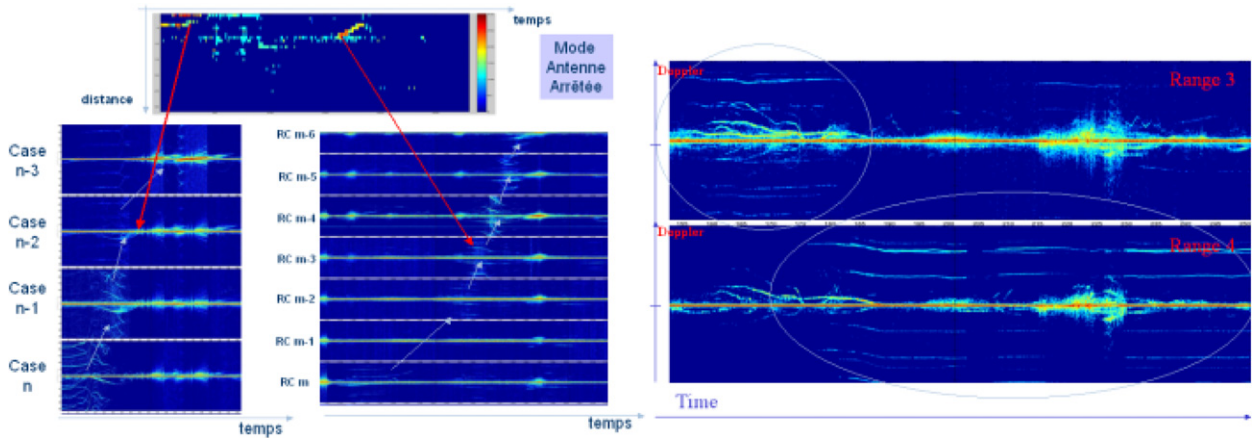 temps
Mode
Antenne
Arrêtée
distance
Case
n-3
Case
n-2
Case
n-1
Case
n
temps
RC m-6
RC m-5
RC m-4
RC m-3
RC m-2
RC m-1
RC m
temps
Doppler
Range 3
Doppler
Range 4
Time